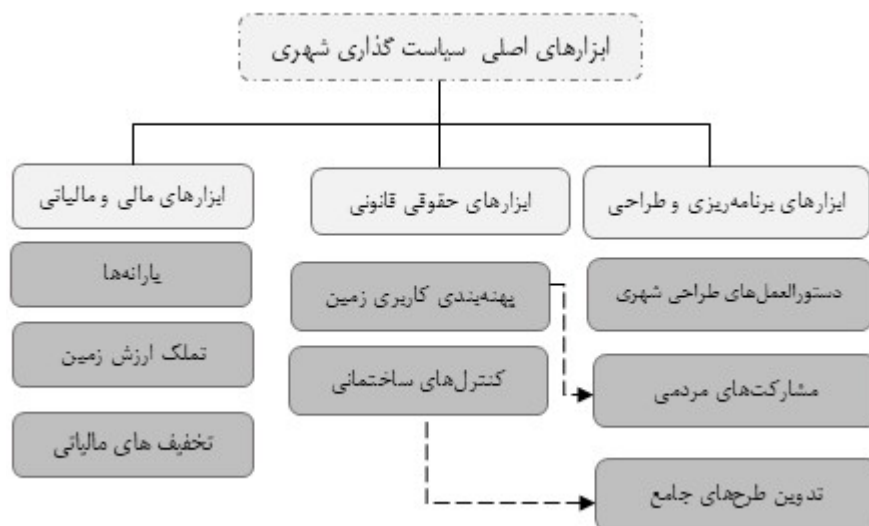 ابزارهای اصلی سیاست گذاری شهری
ابزارهای برنامه‌ریزی و طراحی
ابزارهای حقوقی قانونی
ابزارهای مالی و مالیاتی
دستورالعمل‌های طراحی شهری
مشارکت‌های مردمی
تدوین طرح‌های جامع
پهنه‌بندی کاربری زمین
کنترل‌های ساختمانی
یارانه‌ها
تملک ارزش زمین
تخفیف های مالیاتی